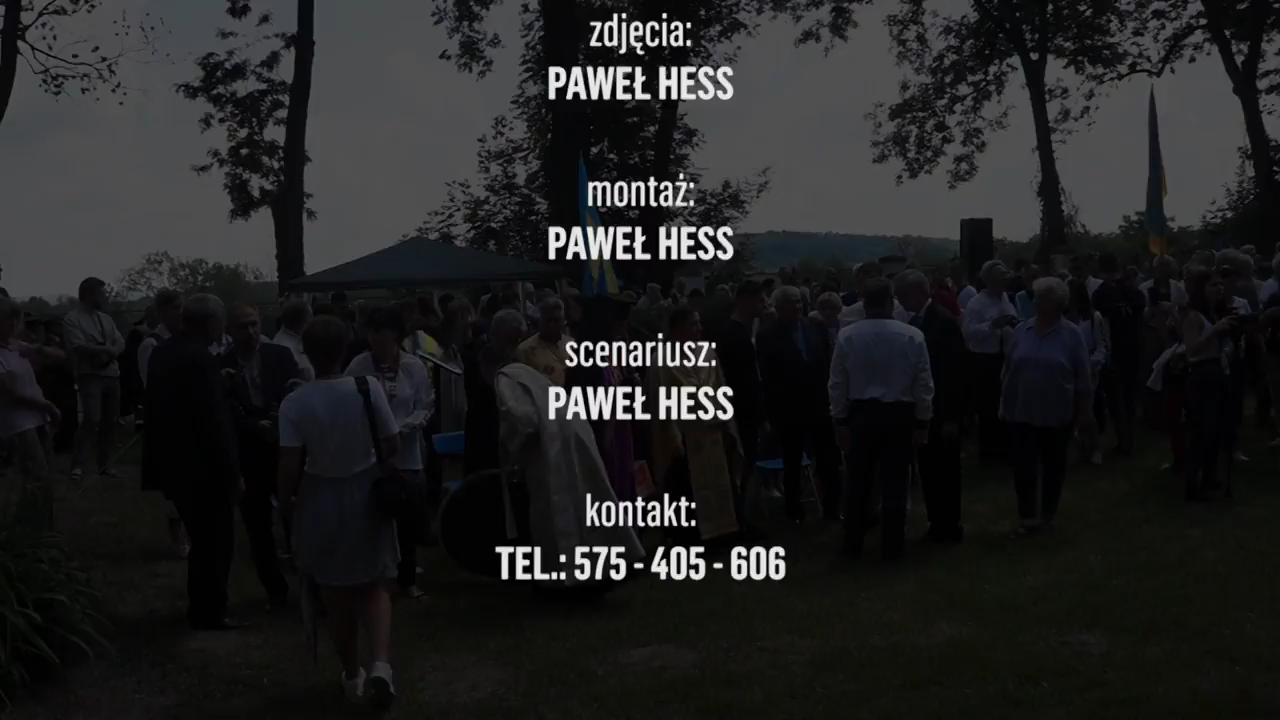 zdjęcia:
PAWEŁ HESS
montaż:
PAWEŁ HESS
scenariusz:
PAWEŁ HESS
kontakt:
TEL.: 575 - 405 - 606